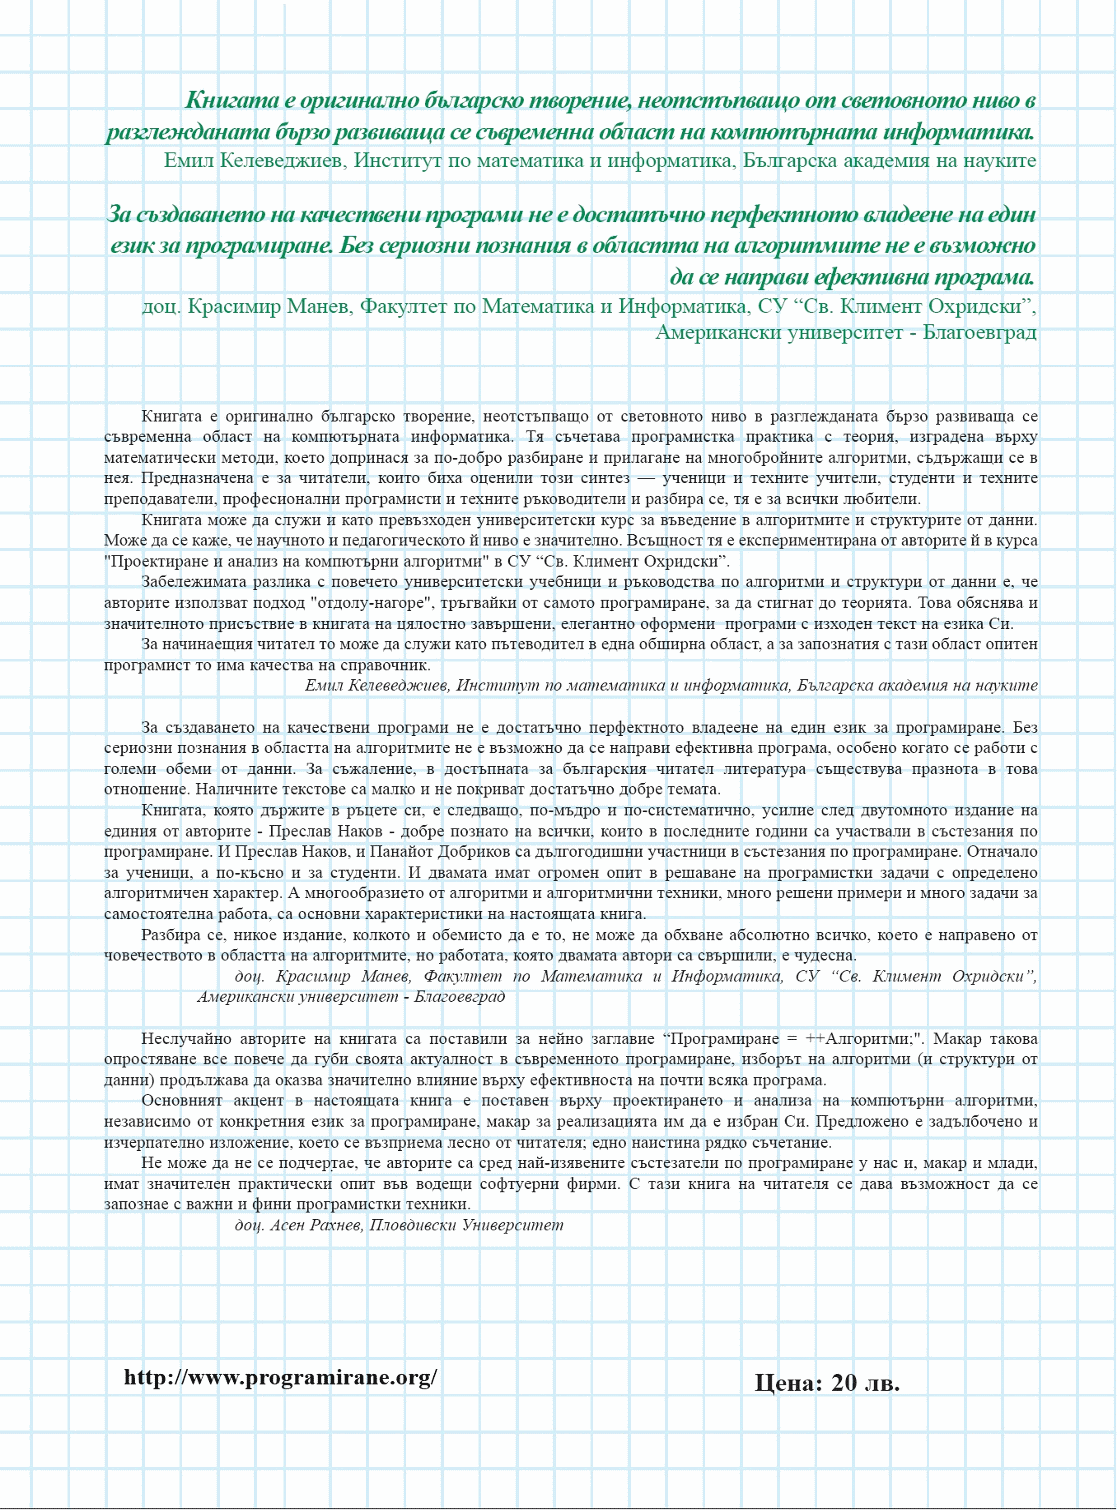 Книгата е оригинално българско творение, неотстъпващо от световното ниво в
разглежданата бързо развиваща се съвременна област на компютърната информатика.
Емил Келеведжиев, Институт по математика и информатика, Българска академия на науките
За създаването на качествени програми не е достатъчно перфектното владеене на един
език за програмиране. Без сериозни познания в областта на алгоритмите не е възможно
да се направи ефективна програма.
доц. Красимир Манев, Факултет по Математика и Информатика, СУ “Св. Климент Охридски”,
Американски университет - Благоевград
Книгата е оригинално българско творение, неотстъпващо от световното ниво в разглежданата бързо развиваща се
съвременна област на компютърната информатика. Тя съчетава програмистка практика с теория, изградена върху
математически методи, което допринася за по-добро разбиране и прилагане на многобройните алгоритми, съдържащи се в
нея. Предназначена е за читатели, които биха оценили този синтез — ученици и техните учители, студенти и техните
преподаватели, професионални програмисти и техните ръководители и разбира се, тя е за всички любители.
Книгата може да служи и като превъзходен университетски курс за въведение в алгоритмите и структурите от данни.
Може да се каже, че научното и педагогическото й ниво е значително. Всъщност тя е експериментирана от авторите й в курса
"Проектиране и анализ на компютърни алгоритми" в СУ “Св. Климент Охридски”.
Забележимата разлика с повечето университетски учебници и ръководства по алгоритми и структури от данни е, че
авторите използват подход "отдолу-нагоре", тръгвайки от самото програмиране, за да стигнат до теорията. Това обяснява и
значителното присъствие в книгата на цялостно завършени, елегантно оформени програми с изходен текст на езика Си.
За начинаещия читател то може да служи като пътеводител в една обширна област, а за запознатия с тази област опитен
програмист то има качества на справочник.
Емил Келеведжиев, Институт по математика и информатика, Българска академия на науките
За създаването на качествени програми не е достатъчно перфектното владеене на един език за програмиране. Без
сериозни познания в областта на алгоритмите не е възможно да се направи ефективна програма, особено когато се работи с
големи обеми от данни. За съжаление, в достъпната за българския читател литература съществува празнота в това
отношение. Наличните текстове са малко и не покриват достатъчно добре темата.
Книгата, която държите в ръцете си, е следващо, по-мъдро и по-систематично, усилие след двутомното издание на
единия от авторите - Преслав Наков - добре познато на всички, които в последните години са участвали в състезания по
програмиране. И Преслав Наков, и Панайот Добриков са дългогодишни участници в състезания по програмиране. Отначало
за ученици, а по-късно и за студенти. И двамата имат огромен опит в решаване на програмистки задачи с определено
алгоритмичен характер. А многообразието от алгоритми и алгоритмични техники, много решени примери и много задачи за
самостоятелна работа, са основни характеристики на настоящата книга.
Разбира се, никое издание, колкото и обемисто да е то, не може да обхване абсолютно всичко, което е направено от
човечеството в областта на алгоритмите, но работата, която двамата автори са свършили, е чудесна.
доц. Красимир Манев, Факултет по Математика и Информатика, СУ “Св. Климент Охридски”,
Американски университет - Благоевград
Неслучайно авторите на книгата са поставили за нейно заглавие “Програмиране = ++Алгоритми;". Макар такова
опростяване все повече да губи своята актуалност в съвременното програмиране, изборът на алгоритми (и структури от
данни) продължава да оказва значително влияние върху ефективноста на почти всяка програма.
Основният акцент в настоящата книга е поставен върху проектирането и анализа на компютърни алгоритми,
независимо от конкретния език за програмиране, макар за реализацията им да е избран Си. Предложено е задълбочено и
изчерпателно изложение, което се възприема лесно от читателя; едно наистина рядко съчетание.
Не може да не се подчертае, че авторите са сред най-изявените състезатели по програмиране у нас и, макар и млади,
имат значителен практически опит във водещи софтуерни фирми. С тази книга на читателя се дава възможност да се
запознае с важни и фини програмистки техники.
доц. Асен Рахнев, Пловдивски Университет
http://www.programirane.org/
Цена: 20 лв.